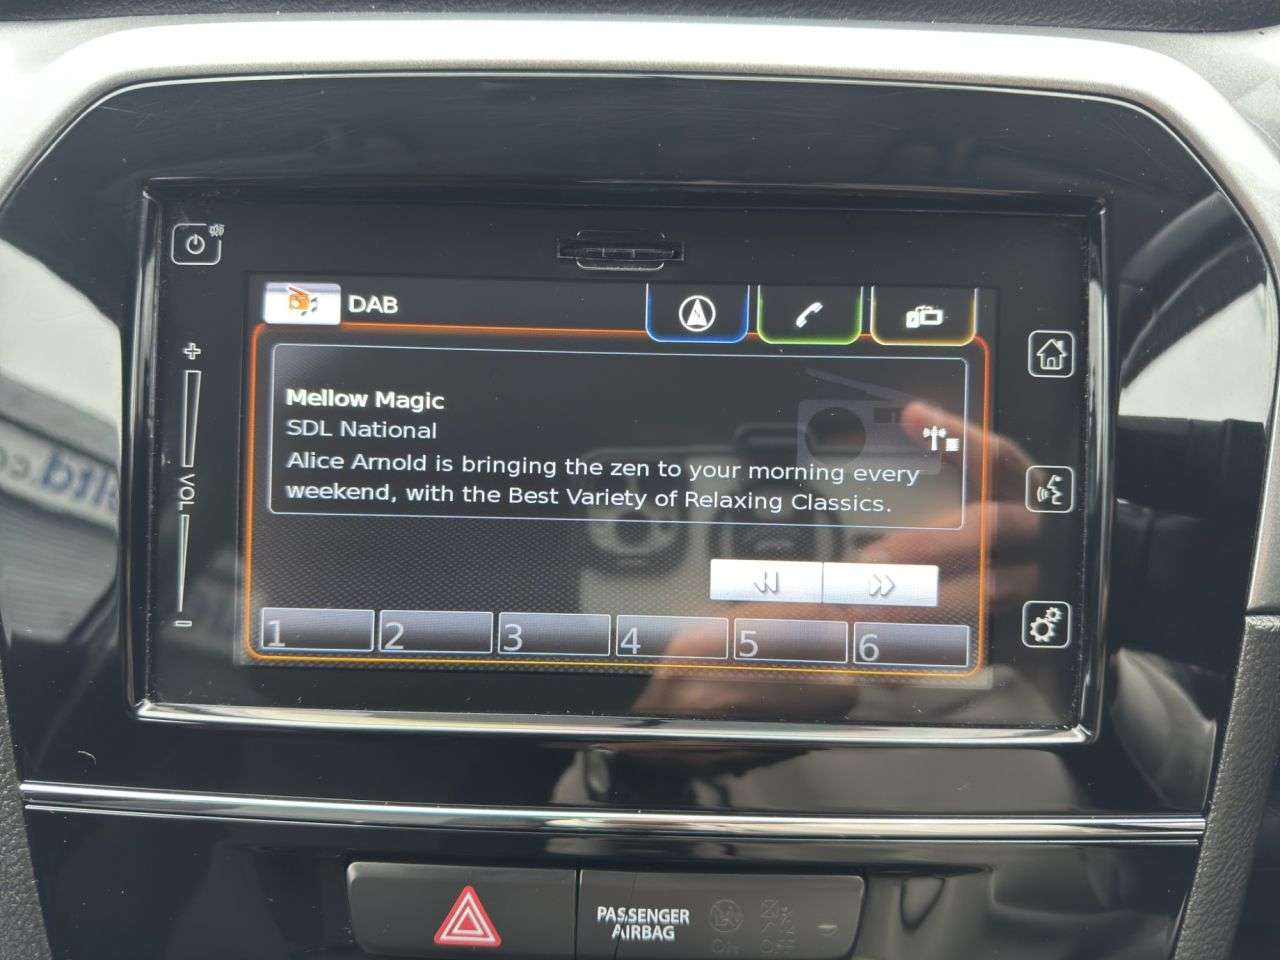 DAB
Mellow Magic
SDL National
Alice Arnold is bringing the zen to your morning every
weekend, with the Best Variety of Relaxing Classics.
VOL
1 2 3 4 5 6
PASSENGER
AIRBAG